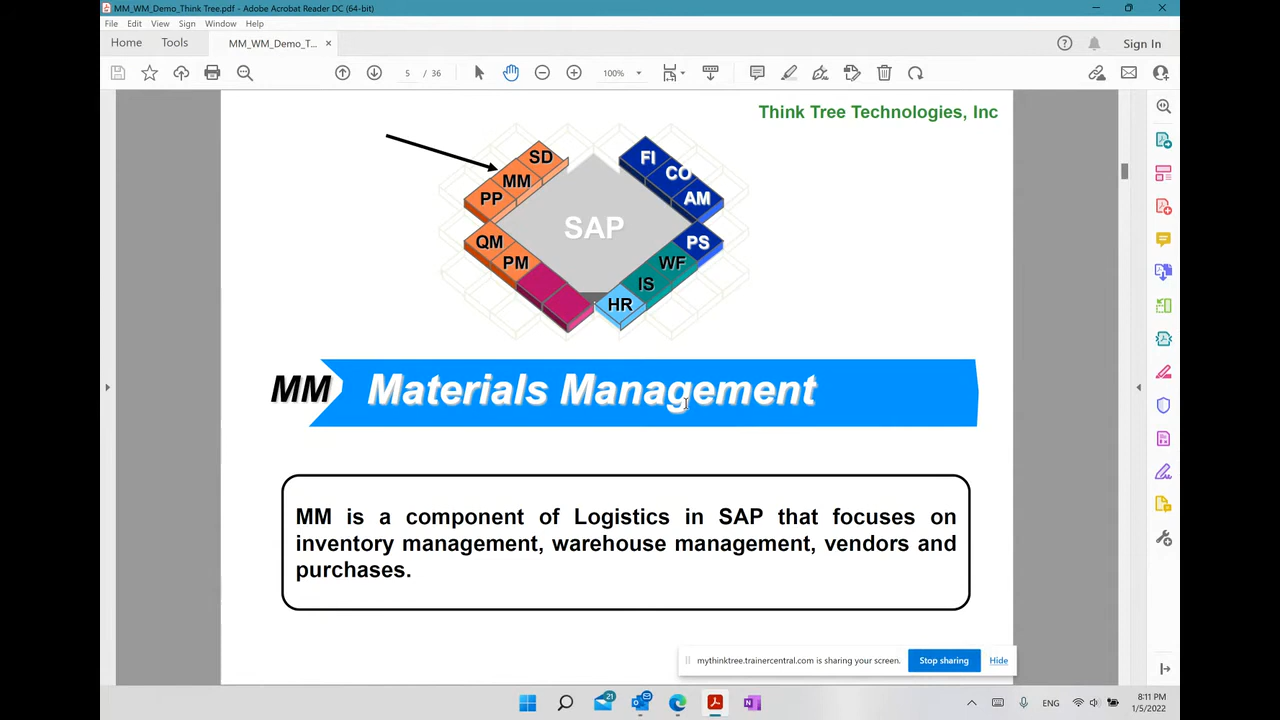 MM_WM_Demo_Think Tree.pdf - Adobe Acrobat Reader DC (64-bit)
File Edit View Sign Window Help
Home Tools MM_WM_Demo_T... × Sign In
5 / 36 100%
Think Tree Technologies, Inc
SD
MM
PP
QM
PM
FI
CO
AM
PS
WF
IS
HR
SAP
MM Materials Management
MM is a component of Logistics in SAP that focuses on
inventory management, warehouse management, vendors and
purchases.
mythinktree.trainercentral.com is sharing your screen. Stop sharing Hide
21
ENG
8:11 PM
1/5/2022